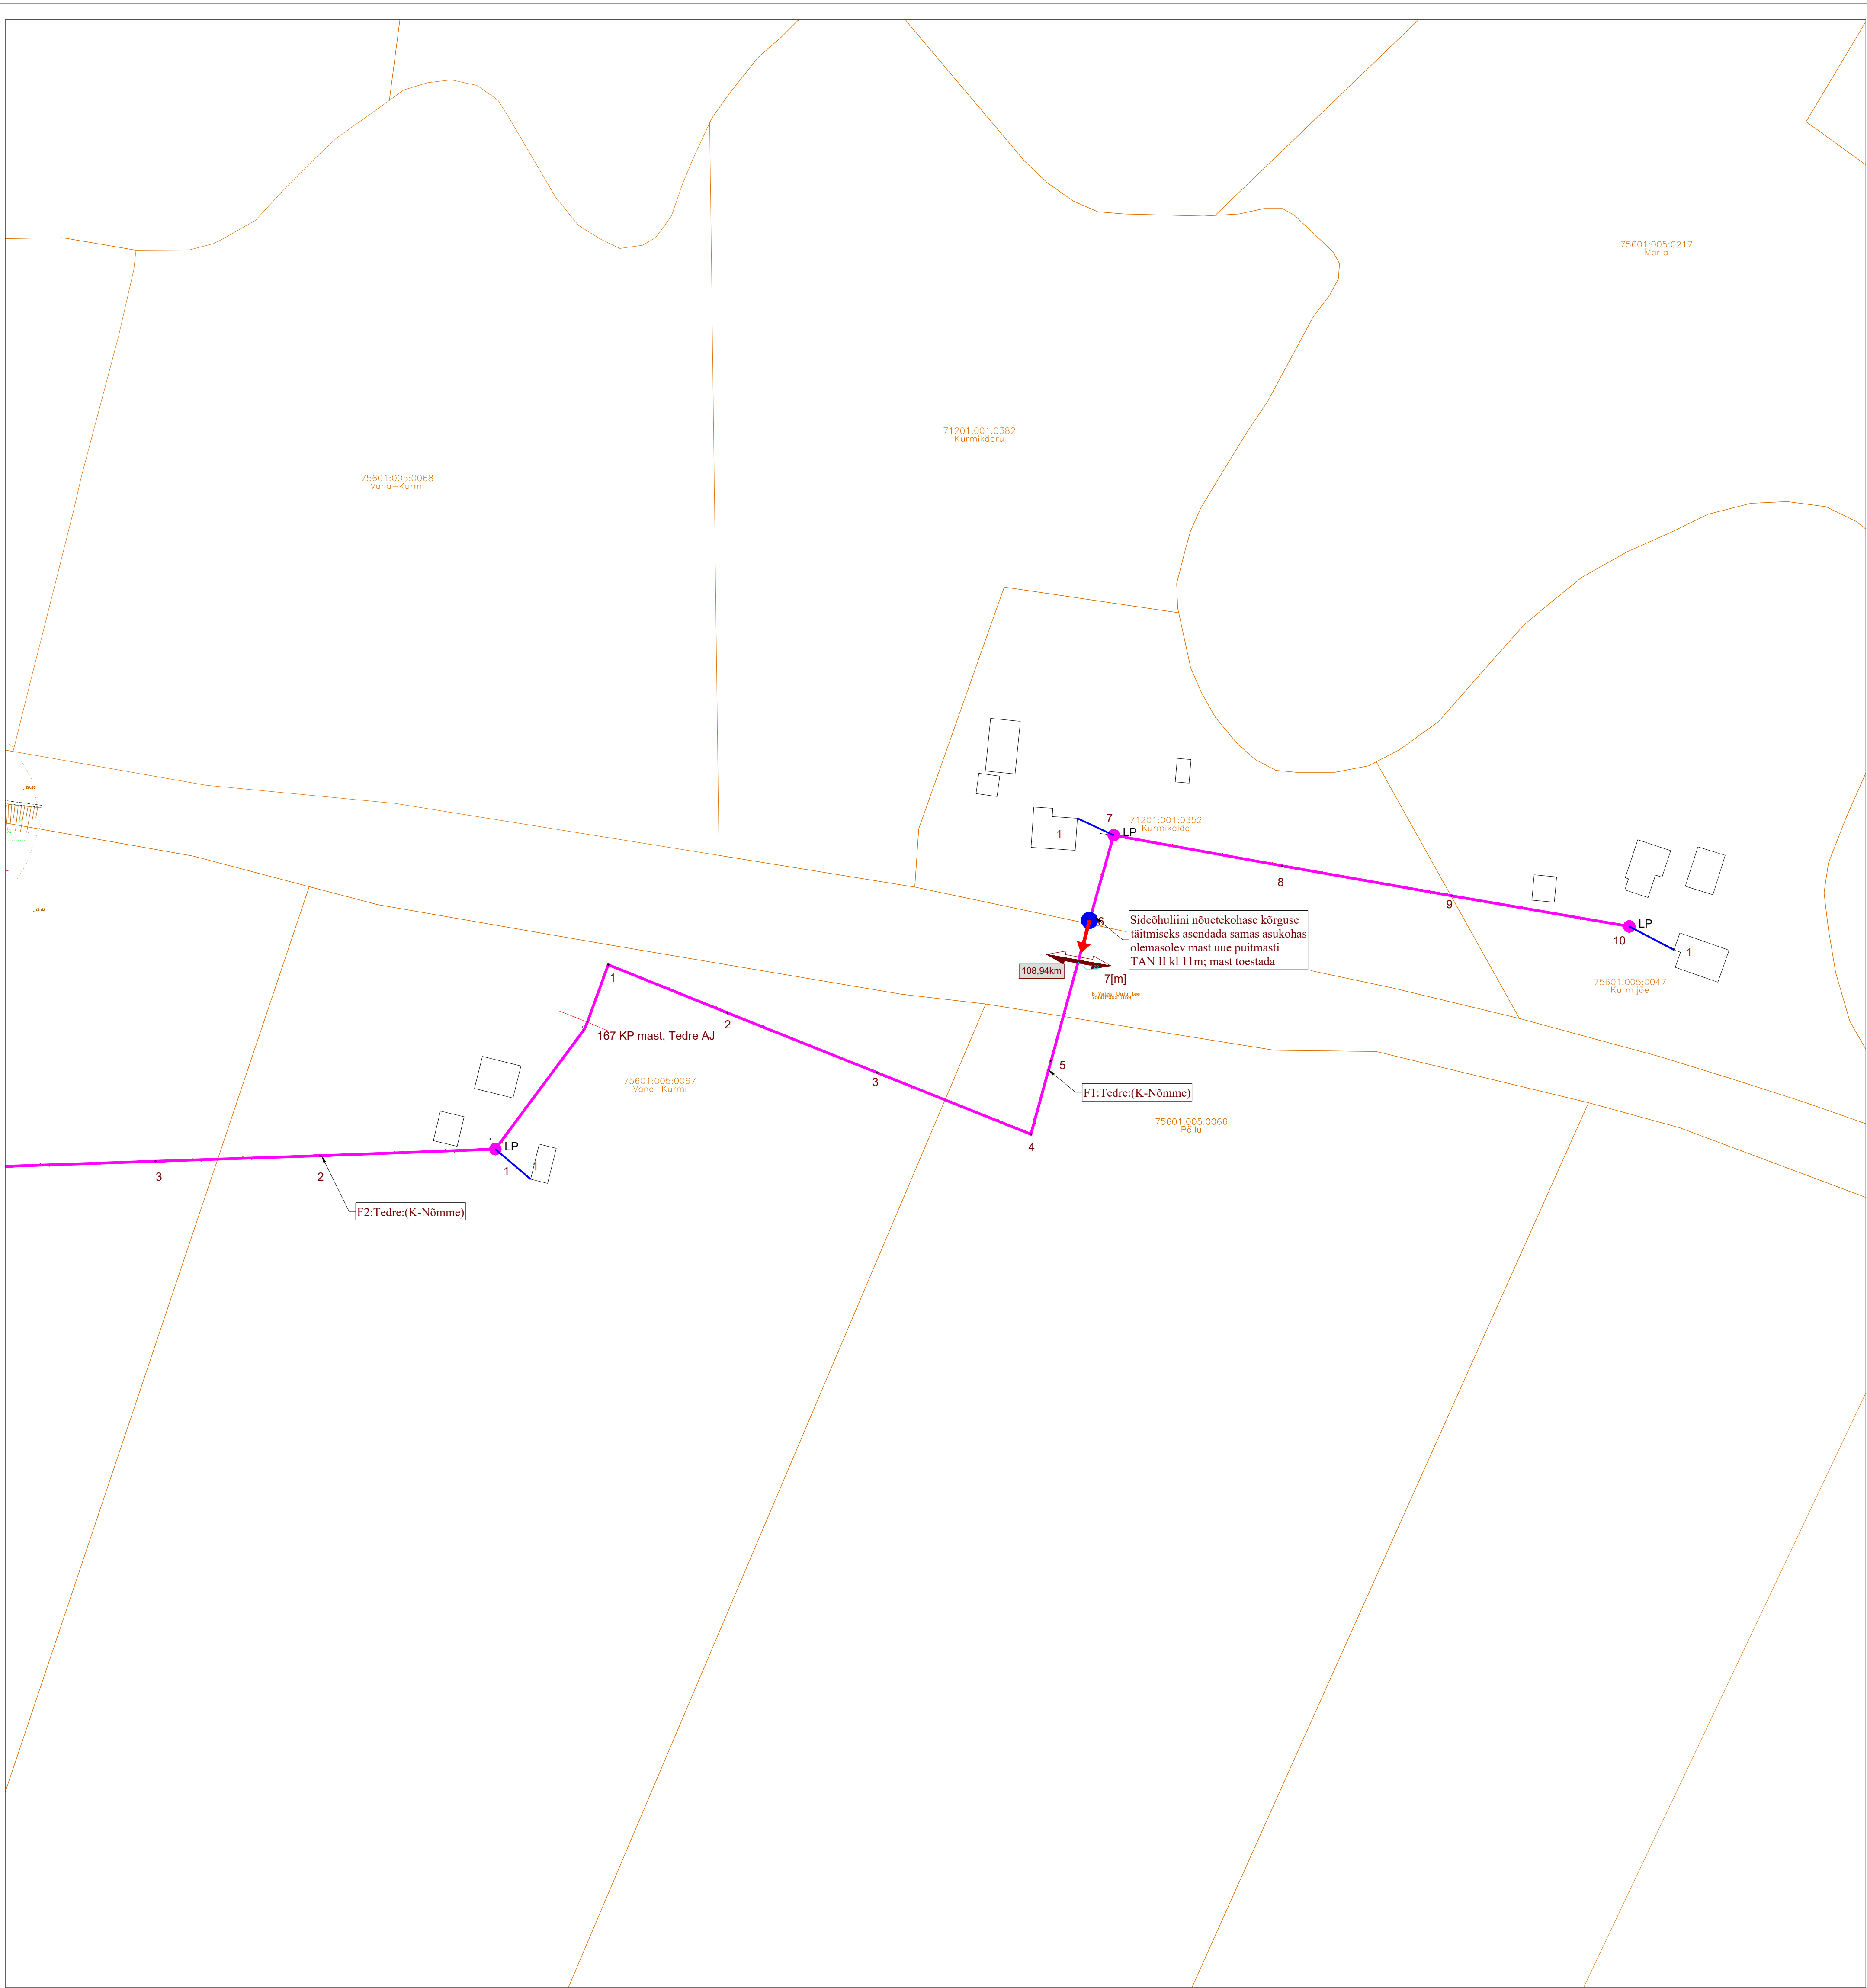 75601:005:0217
Marja
71201:001:0382
Kurmikääru
75601:005:0068
Vana-Kurmi
7
LP
71201:001:0352
Kurmikalda
1
8
9
LP
10
1
6
Sideõhuliini nõuetekohase kõrguse
täitmiseks asendada samas asukohas
olemasolev mast uue puitmasti
TAN II kl 11m; mast toestada
108,94km
7[m]
75601:005:0047
Kurmijõe
1
2
167 KP mast, Tedre AJ
75601:005:0067
Vana-Kurmi
3
5
F1:Tedre:(K-Nõmme)
75601:005:0066
Põllu
4
LP
1
1
3
2
F2:Tedre:(K-Nõmme)